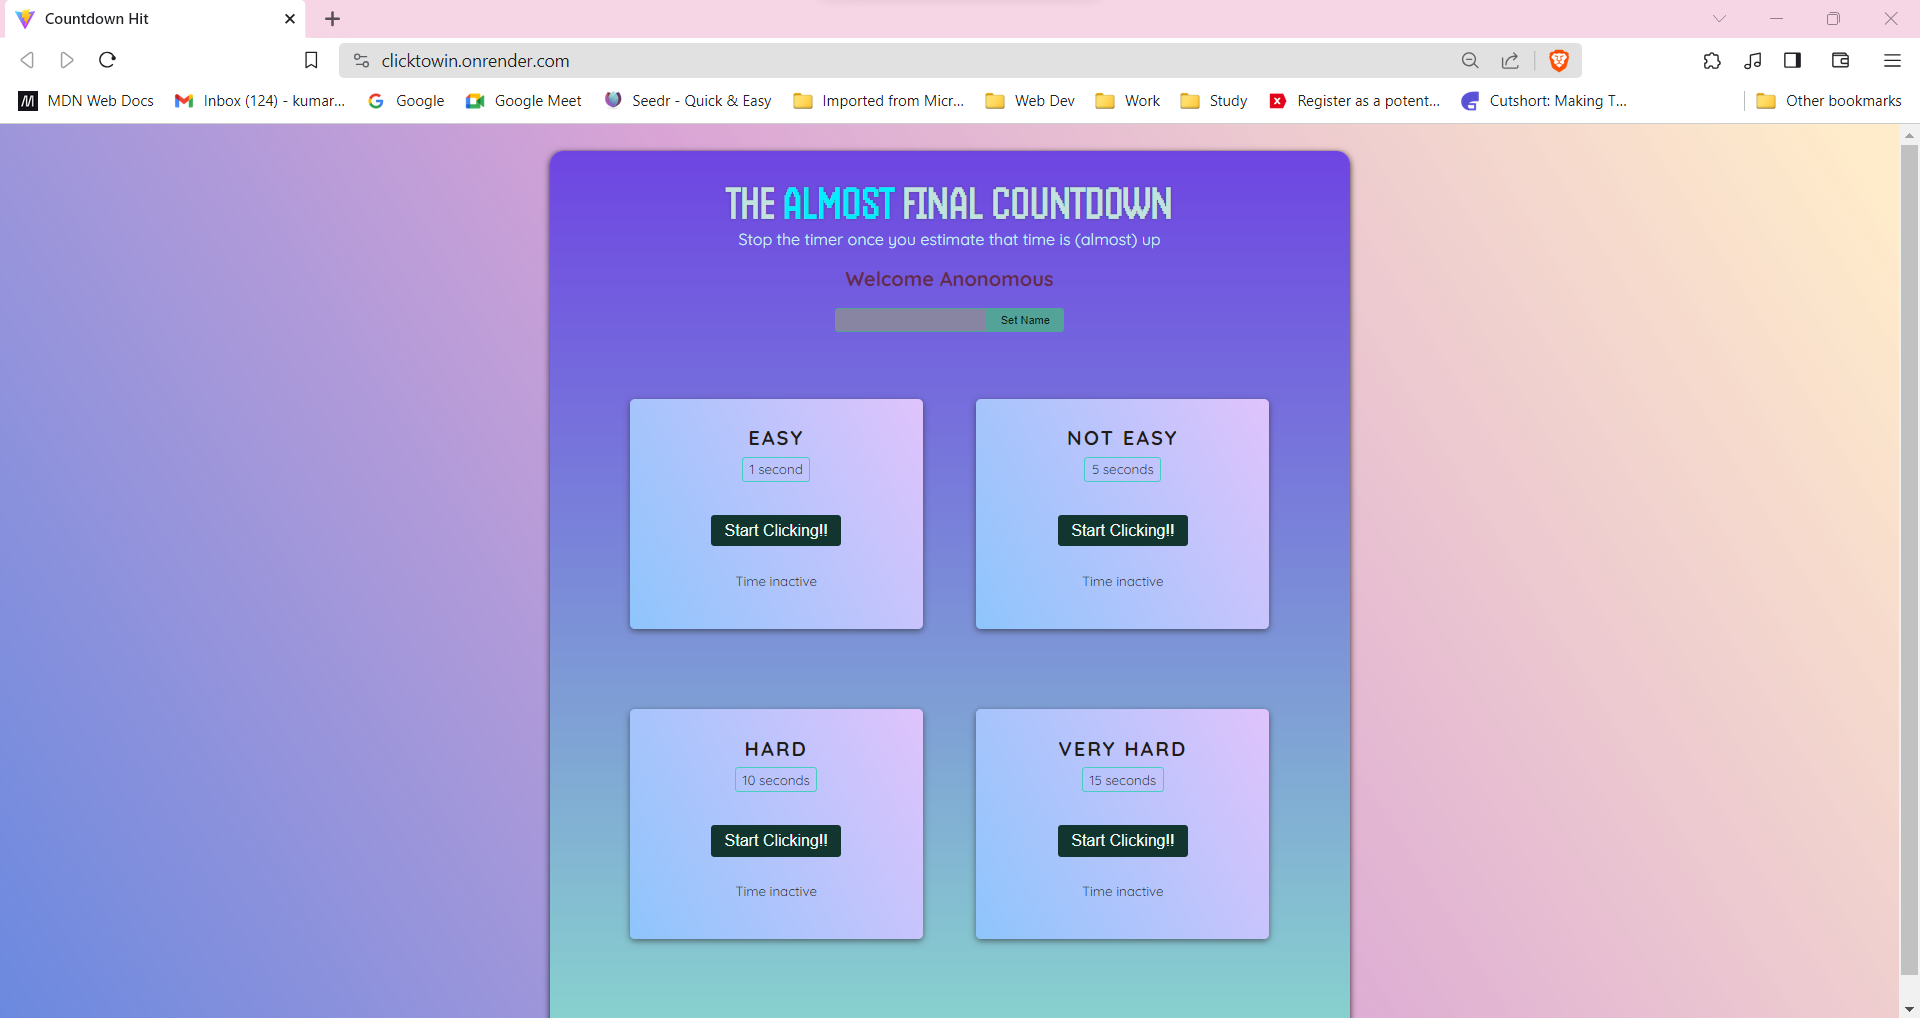 Countdown Hit
clicktowin.onrender.com
MDN Web Docs Inbox (124) - kumar... Google Google Meet Seedr - Quick & Easy Imported from Micr... Web Dev Work Study Register as a potent... Cutshort: Making T... Other bookmarks
THE ALMOST FINAL COUNTDOWN
Stop the timer once you estimate that time is (almost) up
Welcome Anonomous
Set Name
EASY
1 second
Start Clicking!!
Time inactive
NOT EASY
5 seconds
Start Clicking!!
Time inactive
HARD
10 seconds
Start Clicking!!
Time inactive
VERY HARD
15 seconds
Start Clicking!!
Time inactive